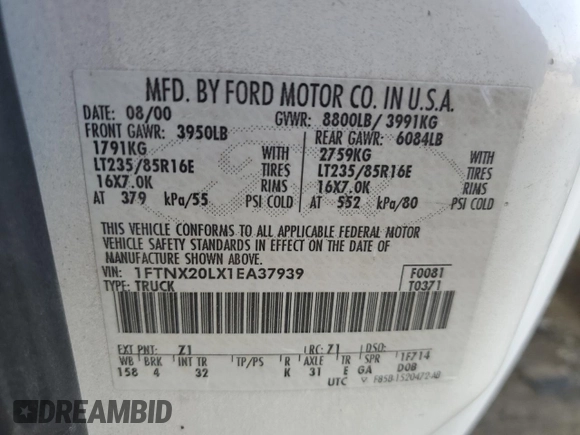 MFD. BY FORD MOTOR CO. IN U.S.A.
DATE: 08/00 GVWR: 8800LB/ 3991KG
FRONT GAWR: 3950LB REAR GAWR: 6084LB
1791KG WITH 2759KG WITH
LT235/85R16E TIRES LT235/85R16E TIRES
16X7.0K RIMS 16X7.0K RIMS
AT 379 kPa/55 PSI COLD AT 552 kPa/80 PSI COLD
THIS VEHICLE CONFORMS TO ALL APPLICABLE FEDERAL MOTOR
VEHICLE SAFETY STANDARDS IN EFFECT ON THE DATE OF
MANUFACTURE SHOWN ABOVE.
VIN: 1FTNX20LX1EA37939 F0081
TYPE: TRUCK T0371
EXT PNT: Z1 RC: Z1 DSO:
WB BRK INT TR TP/PS R AXLE TR SPR 1F714
158 4 32 K 31 E GA DOB
UTC
DREAMBID